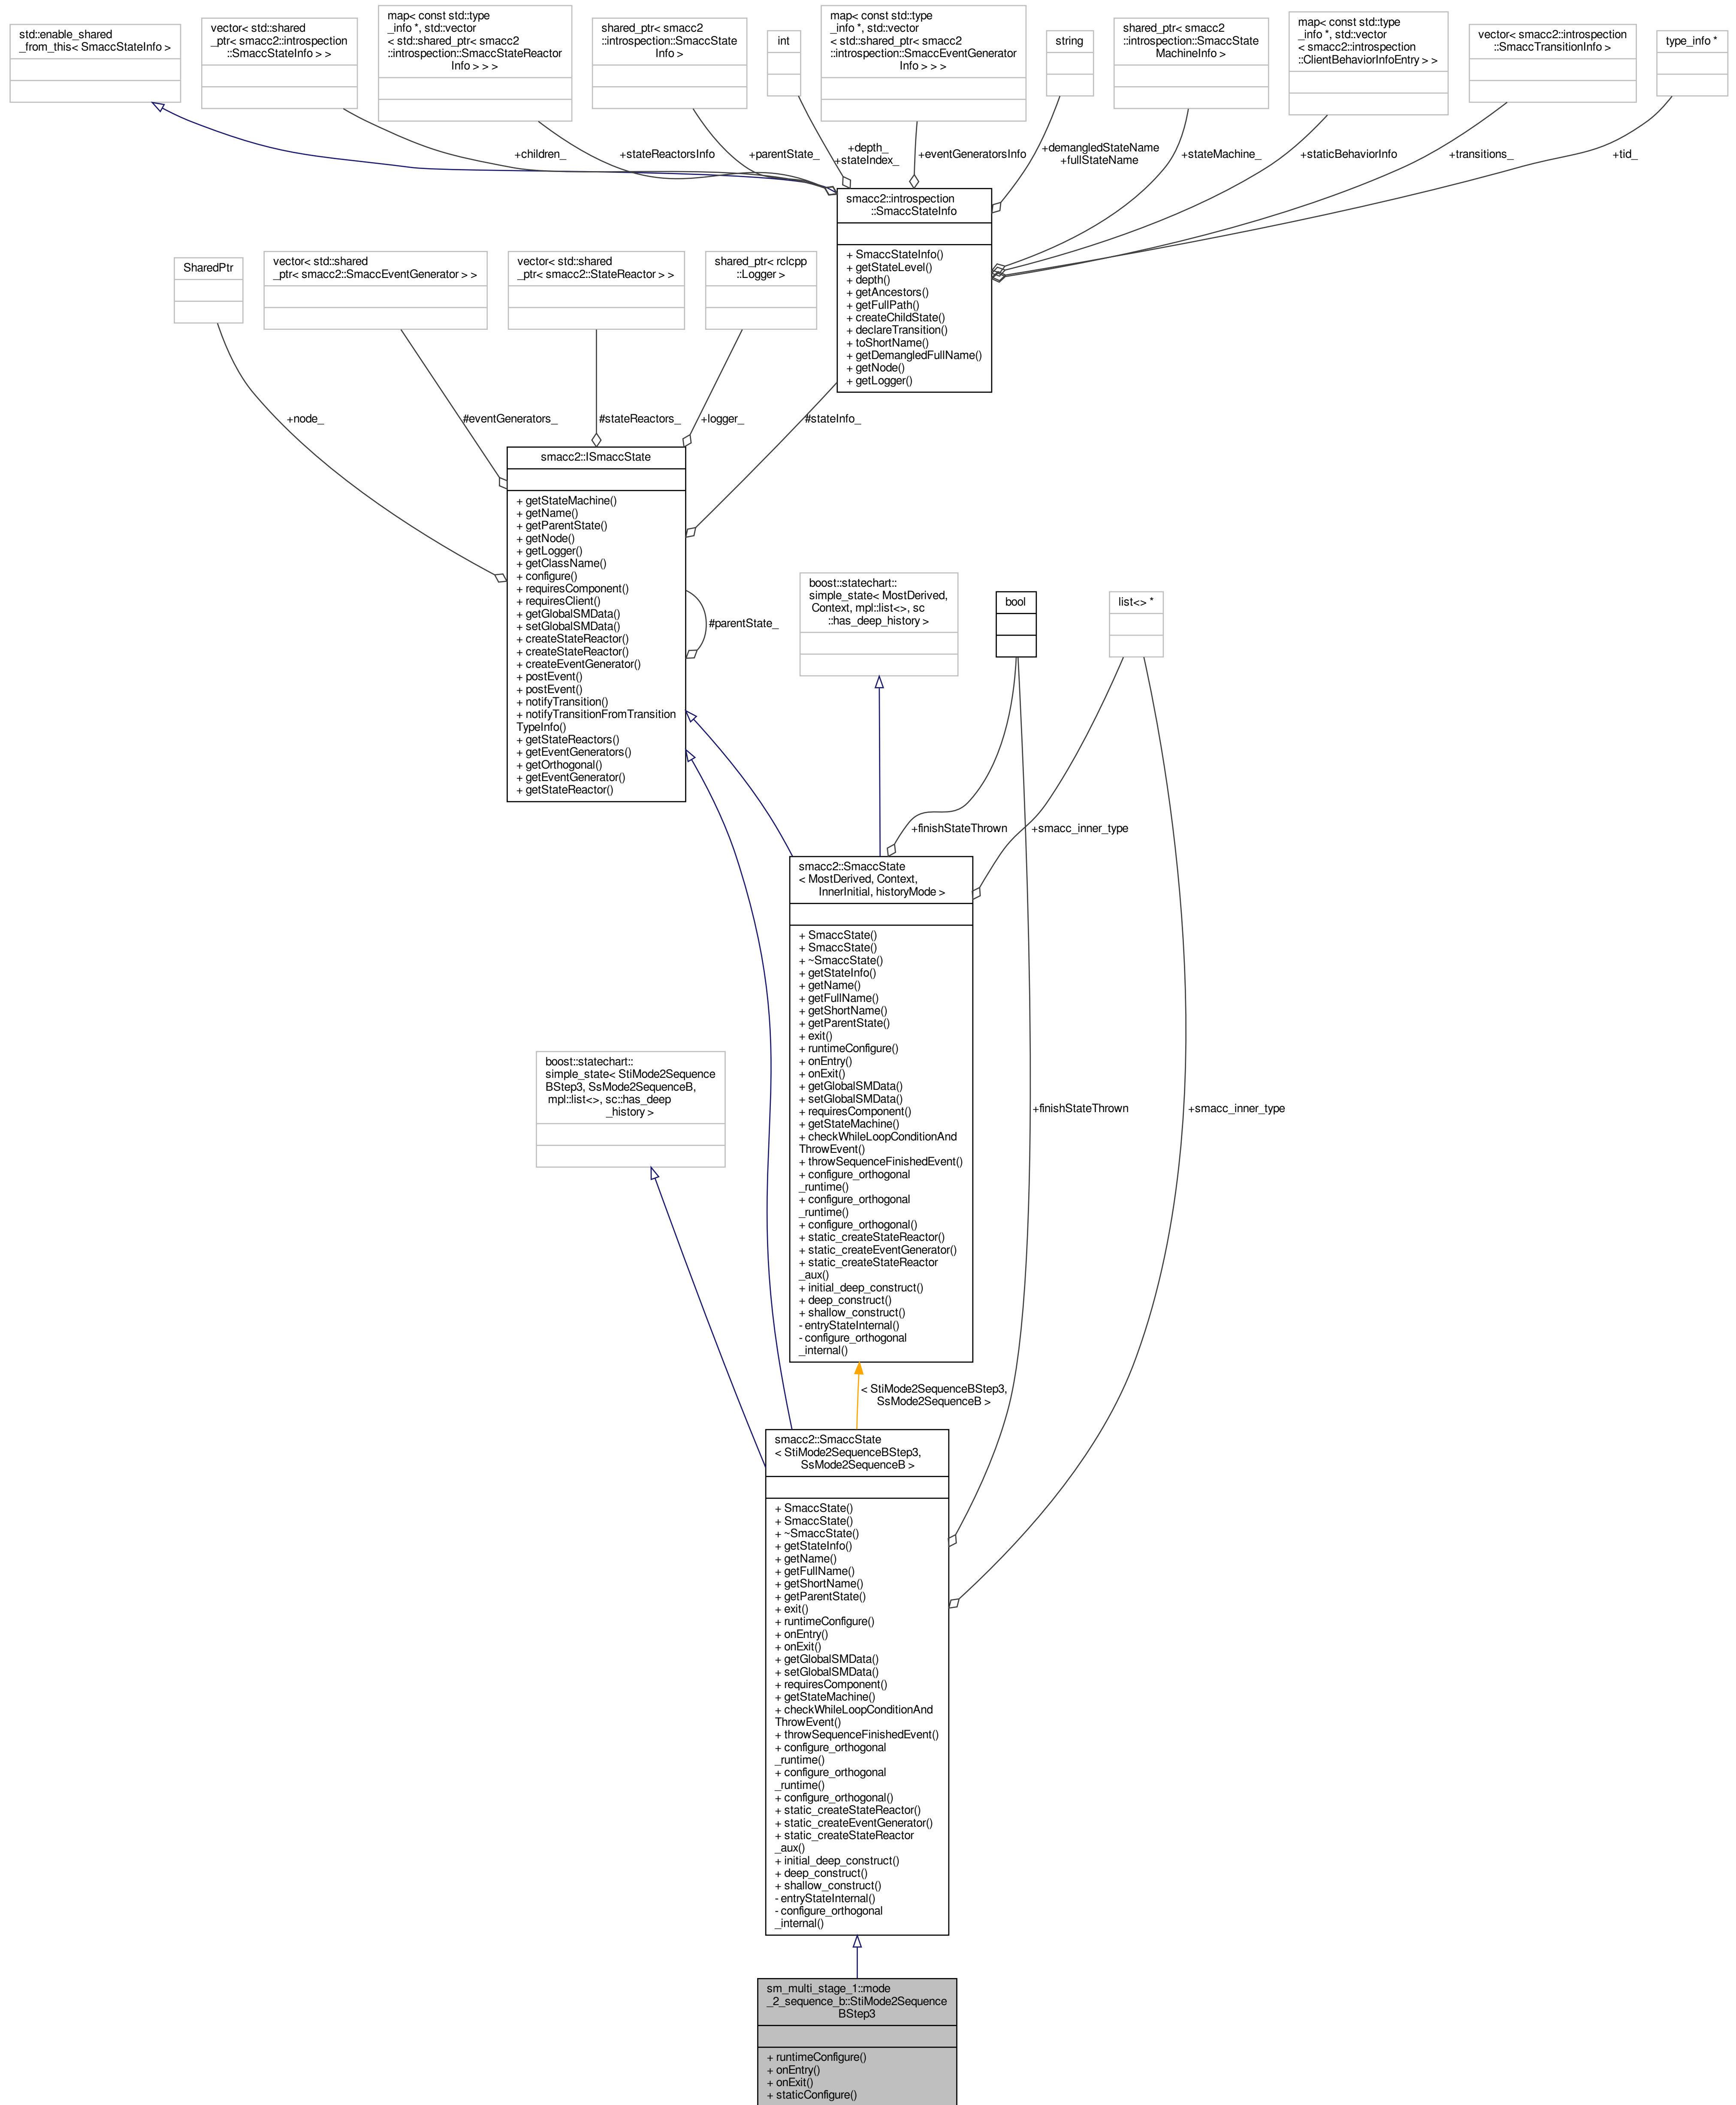 std::enable_shared
_from_this< SmaccStateInfo >
vector< std::shared
_ptr< smacc2::introspection
::SmaccStateInfo > >
map< const std::type
_info *, std::vector
< std::shared_ptr< smacc2
::introspection::SmaccStateReactor
Info > > >
shared_ptr< smacc2
::introspection::SmaccState
Info >
int
map< const std::type
_info *, std::vector
< std::shared_ptr< smacc2
::introspection::SmaccEventGenerator
Info > > >
string
shared_ptr< smacc2
::introspection::SmaccState
MachineInfo >
map< const std::type
_info *, std::vector
< smacc2::introspection
::ClientBehaviorInfoEntry > >
vector< smacc2::introspection
::SmaccTransitionInfo >
type_info *
+children_
+stateReactorsInfo
+parentState_
+depth_
+stateIndex_
+eventGeneratorsInfo
+demangledStateName
+fullStateName
+stateMachine_
+staticBehaviorInfo
+transitions_
+tid_
smacc2::introspection
::SmaccStateInfo
+ SmaccStateInfo()
+ getStateLevel()
+ depth()
+ getAncestors()
+ getFullPath()
+ createChildState()
+ declareTransition()
+ toShortName()
+ getDemangledFullName()
+ getNode()
+ getLogger()
SharedPtr
vector< std::shared
_ptr< smacc2::SmaccEventGenerator > >
vector< std::shared
_ptr< smacc2::StateReactor > >
shared_ptr< rclcpp
::Logger >
+node_
#eventGenerators_
#stateReactors_
+logger_
#stateInfo_
smacc2::ISmaccState
+ getStateMachine()
+ getName()
+ getParentState()
+ getNode()
+ getLogger()
+ getClassName()
+ configure()
+ requiresComponent()
+ requiresClient()
+ getGlobalSMData()
+ setGlobalSMData()
+ createStateReactor()
+ createStateReactor()
+ createEventGenerator()
+ postEvent()
+ postEvent()
+ notifyTransition()
+ notifyTransitionFromTransition
TypeInfo()
+ getStateReactors()
+ getEventGenerators()
+ getOrthogonal()
+ getEventGenerator()
+ getStateReactor()
#parentState_
boost::statechart::
simple_state< MostDerived,
Context, mpl::list<>, sc
::has_deep_history >
bool
list<> *
+finishStateThrown
+smacc_inner_type
smacc2::SmaccState
< MostDerived, Context,
InnerInitial, historyMode >
+ SmaccState()
+ SmaccState()
+ ~SmaccState()
+ getStateInfo()
+ getName()
+ getFullName()
+ getShortName()
+ getParentState()
+ exit()
+ runtimeConfigure()
+ onEntry()
+ onExit()
+ getGlobalSMData()
+ setGlobalSMData()
+ requiresComponent()
+ getStateMachine()
+ checkWhileLoopConditionAnd
ThrowEvent()
+ throwSequenceFinishedEvent()
+ configure_orthogonal
_runtime()
+ configure_orthogonal
_runtime()
+ configure_orthogonal()
+ static_createStateReactor()
+ static_createEventGenerator()
+ static_createStateReactor
_aux()
+ initial_deep_construct()
+ deep_construct()
+ shallow_construct()
- entryStateInternal()
- configure_orthogonal
_internal()
boost::statechart::
simple_state< StiMode2Sequence
BStep3, SsMode2SequenceB,
mpl::list<>, sc::has_deep
_history >
+finishStateThrown
+smacc_inner_type
< StiMode2SequenceBStep3,
SsMode2SequenceB >
smacc2::SmaccState
< StiMode2SequenceBStep3,
SsMode2SequenceB >
+ SmaccState()
+ SmaccState()
+ ~SmaccState()
+ getStateInfo()
+ getName()
+ getFullName()
+ getShortName()
+ getParentState()
+ exit()
+ runtimeConfigure()
+ onEntry()
+ onExit()
+ getGlobalSMData()
+ setGlobalSMData()
+ requiresComponent()
+ getStateMachine()
+ checkWhileLoopConditionAnd
ThrowEvent()
+ throwSequenceFinishedEvent()
+ configure_orthogonal
_runtime()
+ configure_orthogonal
_runtime()
+ configure_orthogonal()
+ static_createStateReactor()
+ static_createEventGenerator()
+ static_createStateReactor
_aux()
+ initial_deep_construct()
+ deep_construct()
+ shallow_construct()
- entryStateInternal()
- configure_orthogonal
_internal()
sm_multi_stage_1::mode
_2_sequence_b::StiMode2Sequence
BStep3
+ runtimeConfigure()
+ onEntry()
+ onExit()
+ staticConfigure()